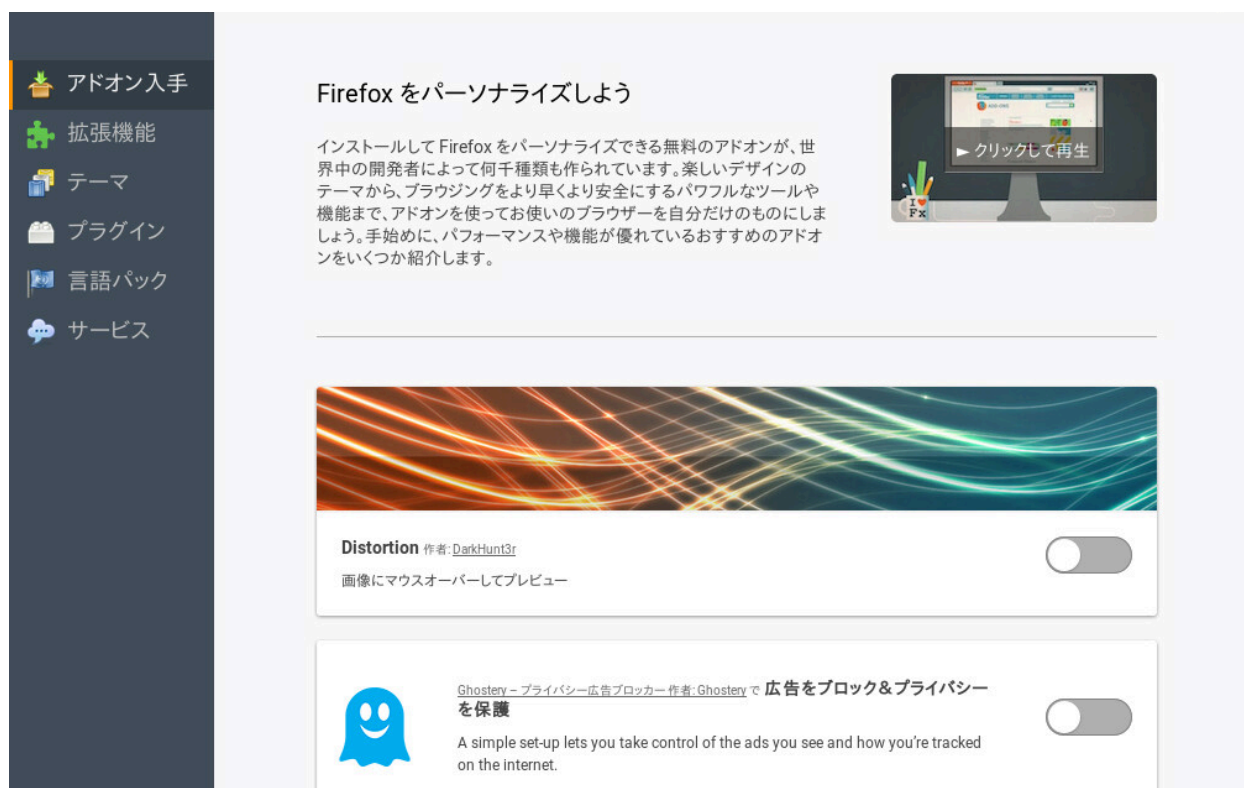 アドオン入手
拡張機能
テーマ
プラグイン
言語パック
サービス
Firefox をパーソナライズしよう
インストールして Firefox をパーソナライズできる無料のアドオンが、世
界中の開発者によって何千種類も作られています。楽しいデザインの
テーマから、ブラウジングをより早くより安全にするパワフルなツールや
機能まで、アドオンを使ってお使いのブラウザーを自分だけのものにしま
しょう。手始めに、パフォーマンスや機能が優れているおすすめのアドオ
ンをいくつか紹介します。
ADD-ONS
► クリックして再生
I ♥
Fx
Distortion 作者: DarkHunt3r
画像にマウスオーバーしてプレビュー
Ghostery – プライバシー広告ブロッカー 作者: Ghostery で 広告をブロック＆プライバシー
を保護
A simple set-up lets you take control of the ads you see and how you’re tracked
on the internet.